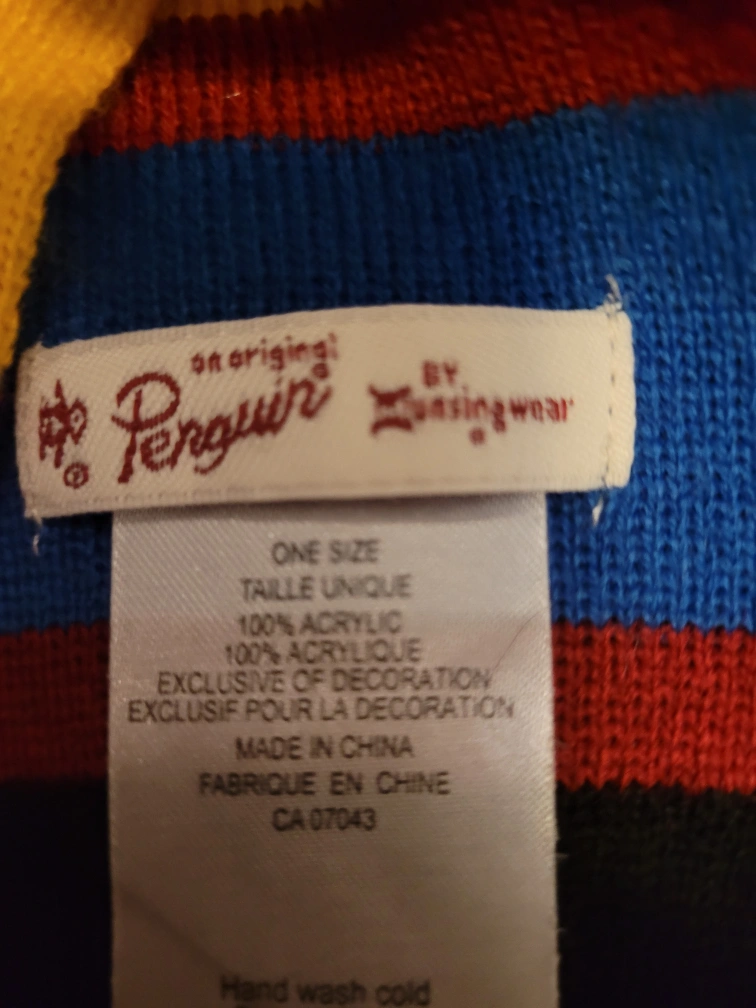 an original
Penguin®
BY
Munsingwear®
®
ONE SIZE
TAILLE UNIQUE
100% ACRYLIC
100% ACRYLIQUE
EXCLUSIVE OF DECORATION
EXCLUSIF POUR LA DECORATION
MADE IN CHINA
FABRIQUE EN CHINE
CA 07043
Hand wash cold